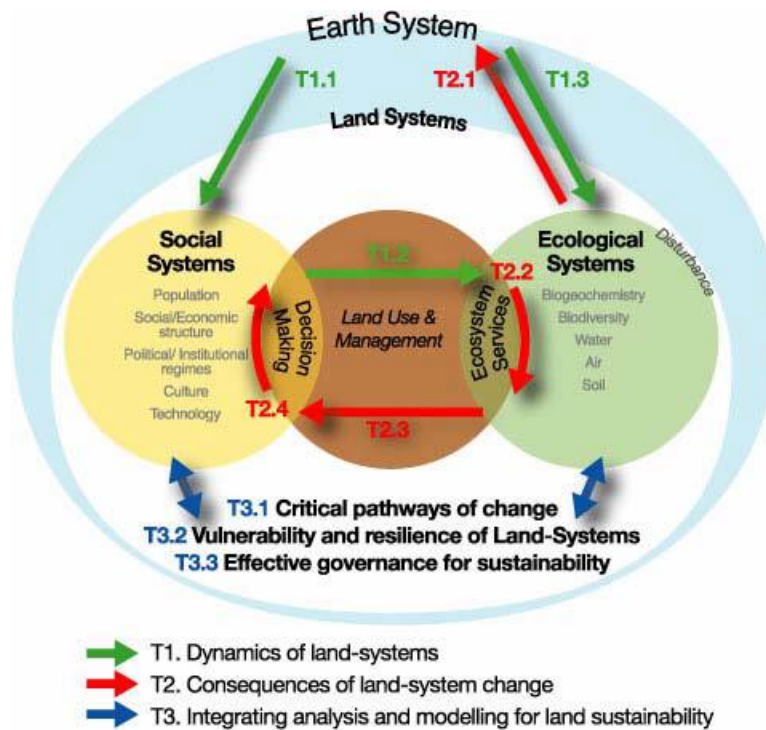 Earth System
T1.1
T2.1
T1.3
Land Systems
Social
Systems
Population
Social/Economic
structure
Political/ Institutional
regimes
Culture
Technology
Decision
Making
T1.2
Land Use &
Management
T2.3
T2.4
Ecosystem
Services
T2.2
Ecological
Systems
Biogeochemistry
Biodiversity
Water
Air
Soil
Disturbance
T3.1 Critical pathways of change
T3.2 Vulnerability and resilience of Land-Systems
T3.3 Effective governance for sustainability
T1. Dynamics of land-systems
T2. Consequences of land-system change
T3. Integrating analysis and modelling for land sustainability